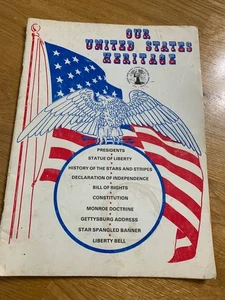 OUR
UNITED STATES
HERITAGE
PRESIDENTS
STATUE OF LIBERTY
HISTORY OF THE STARS AND STRIPES
DECLARATION OF INDEPENDENCE
BILL OF RIGHTS
CONSTITUTION
MONROE DOCTRINE
GETTYSBURG ADDRESS
STAR SPANGLED BANNER
LIBERTY BELL